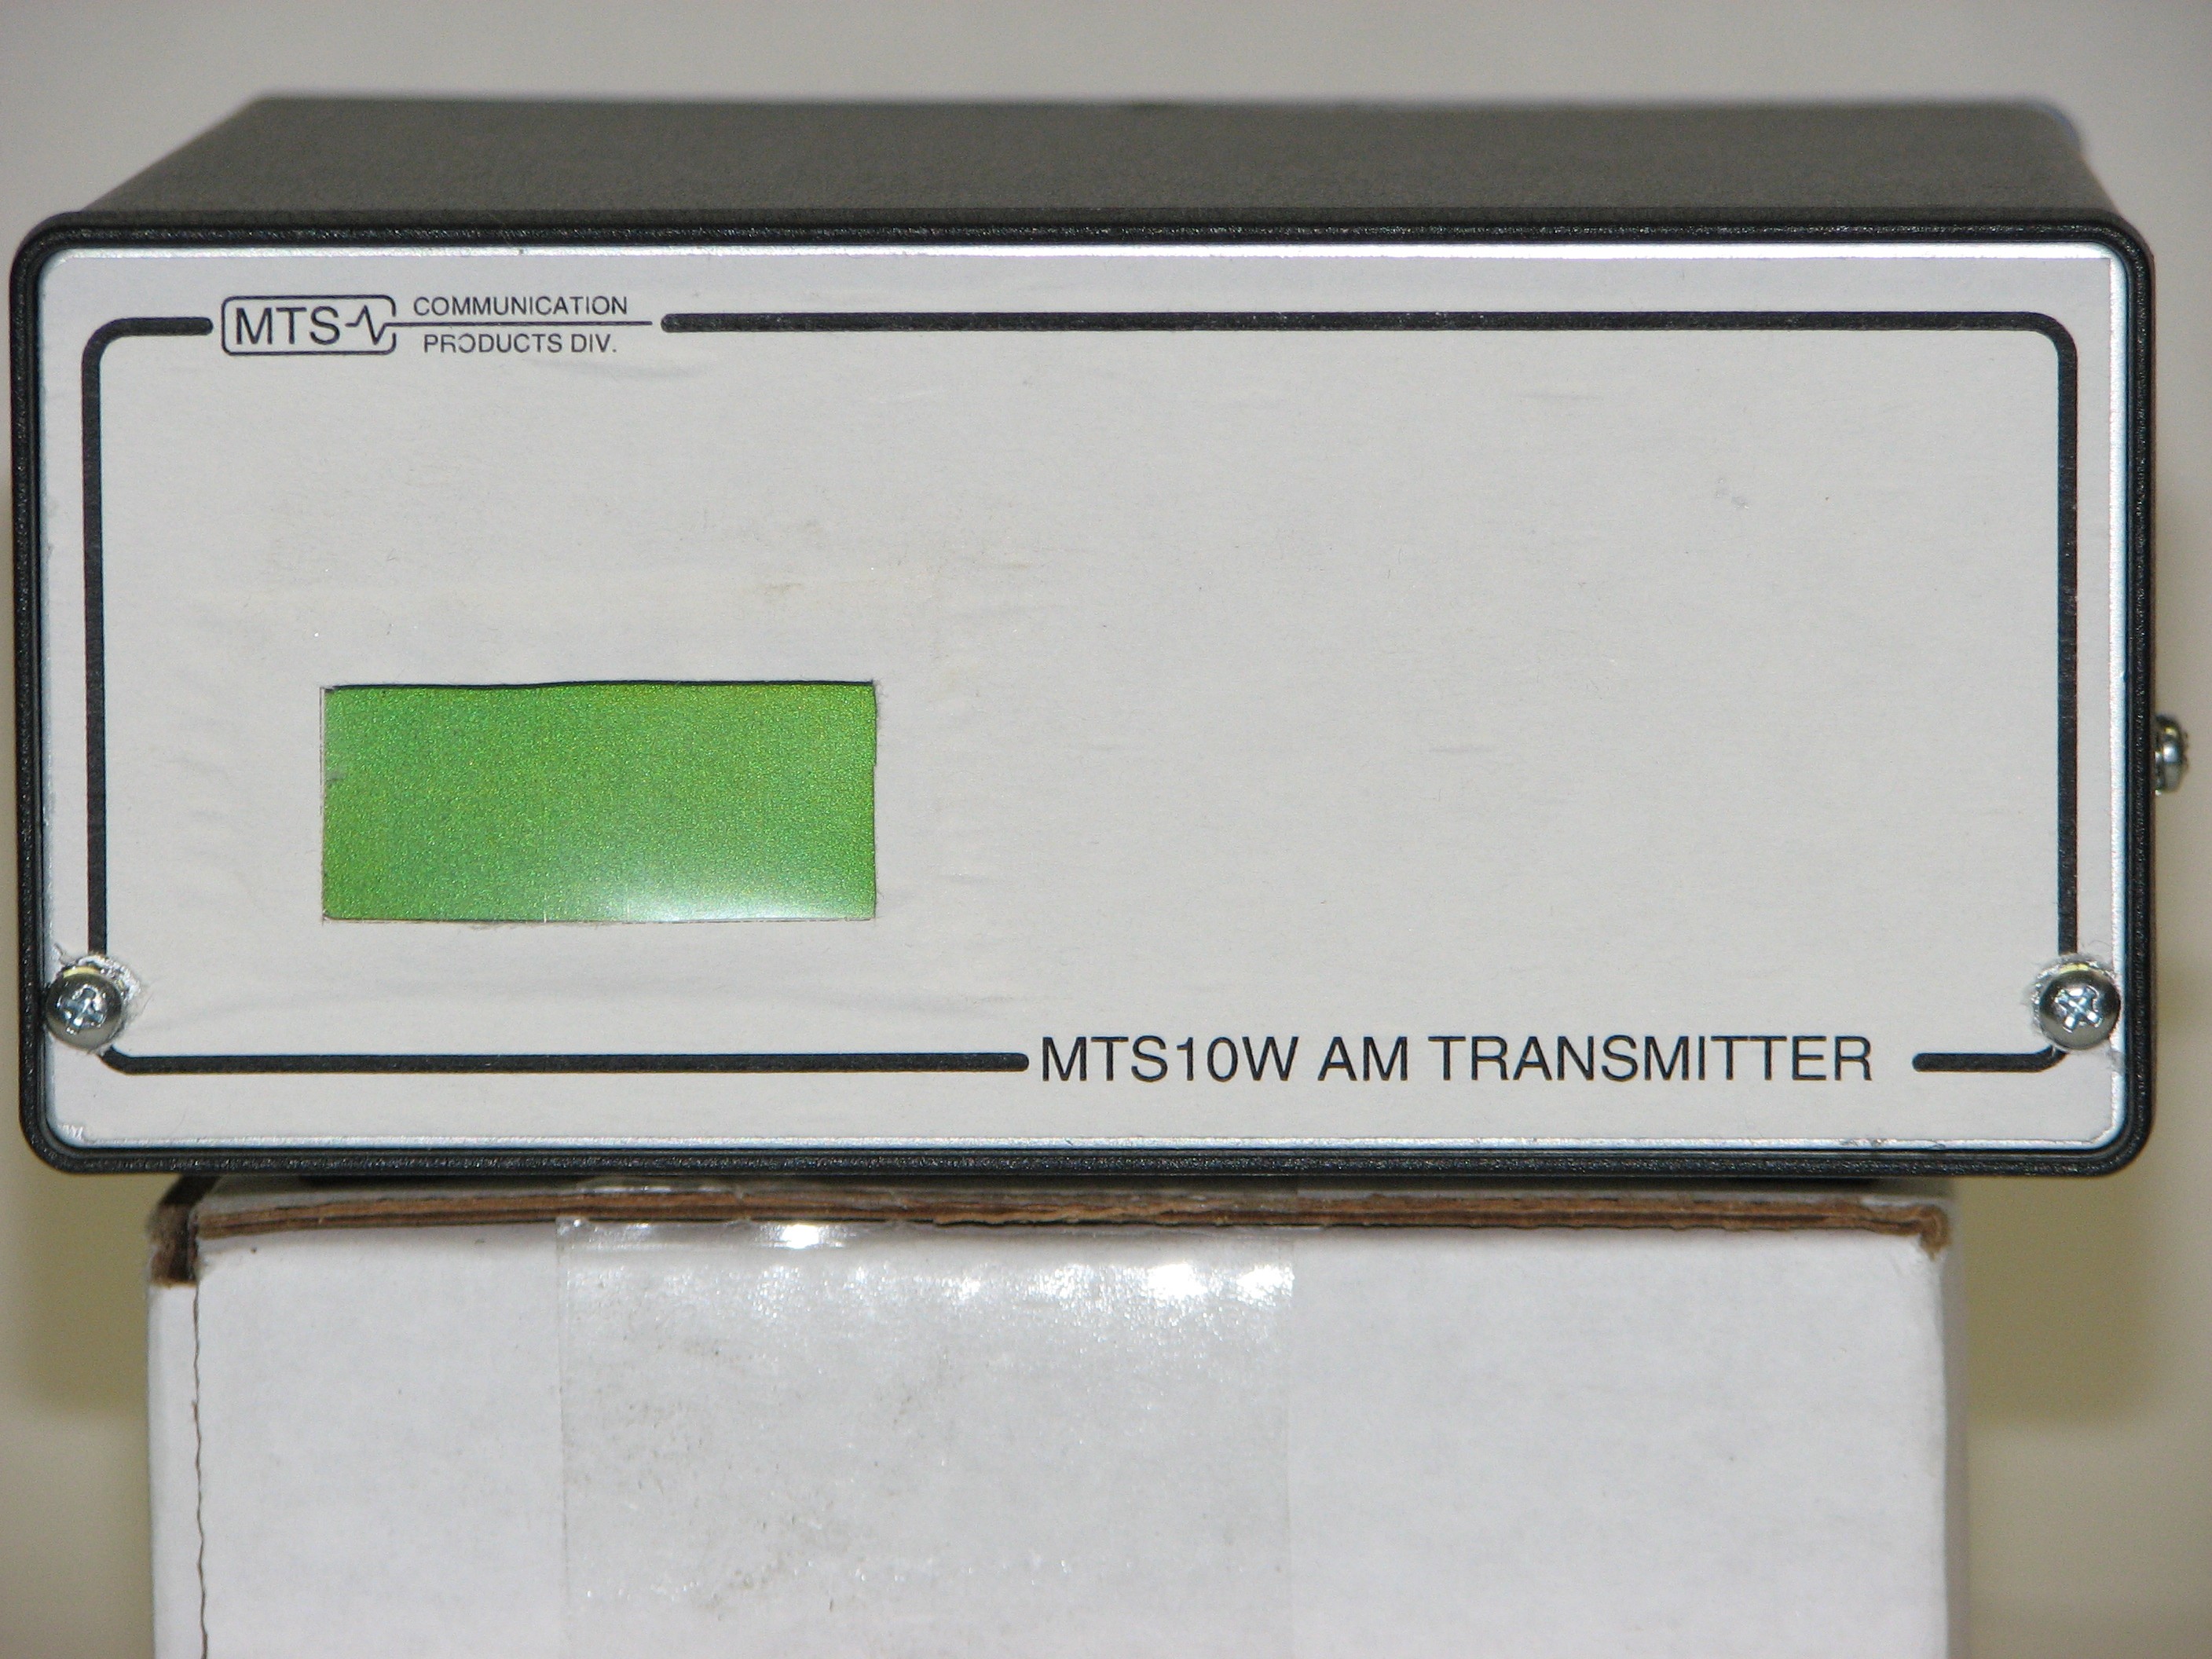 MTS COMMUNICATION
PRODUCTS DIV.
MTS10W AM TRANSMITTER